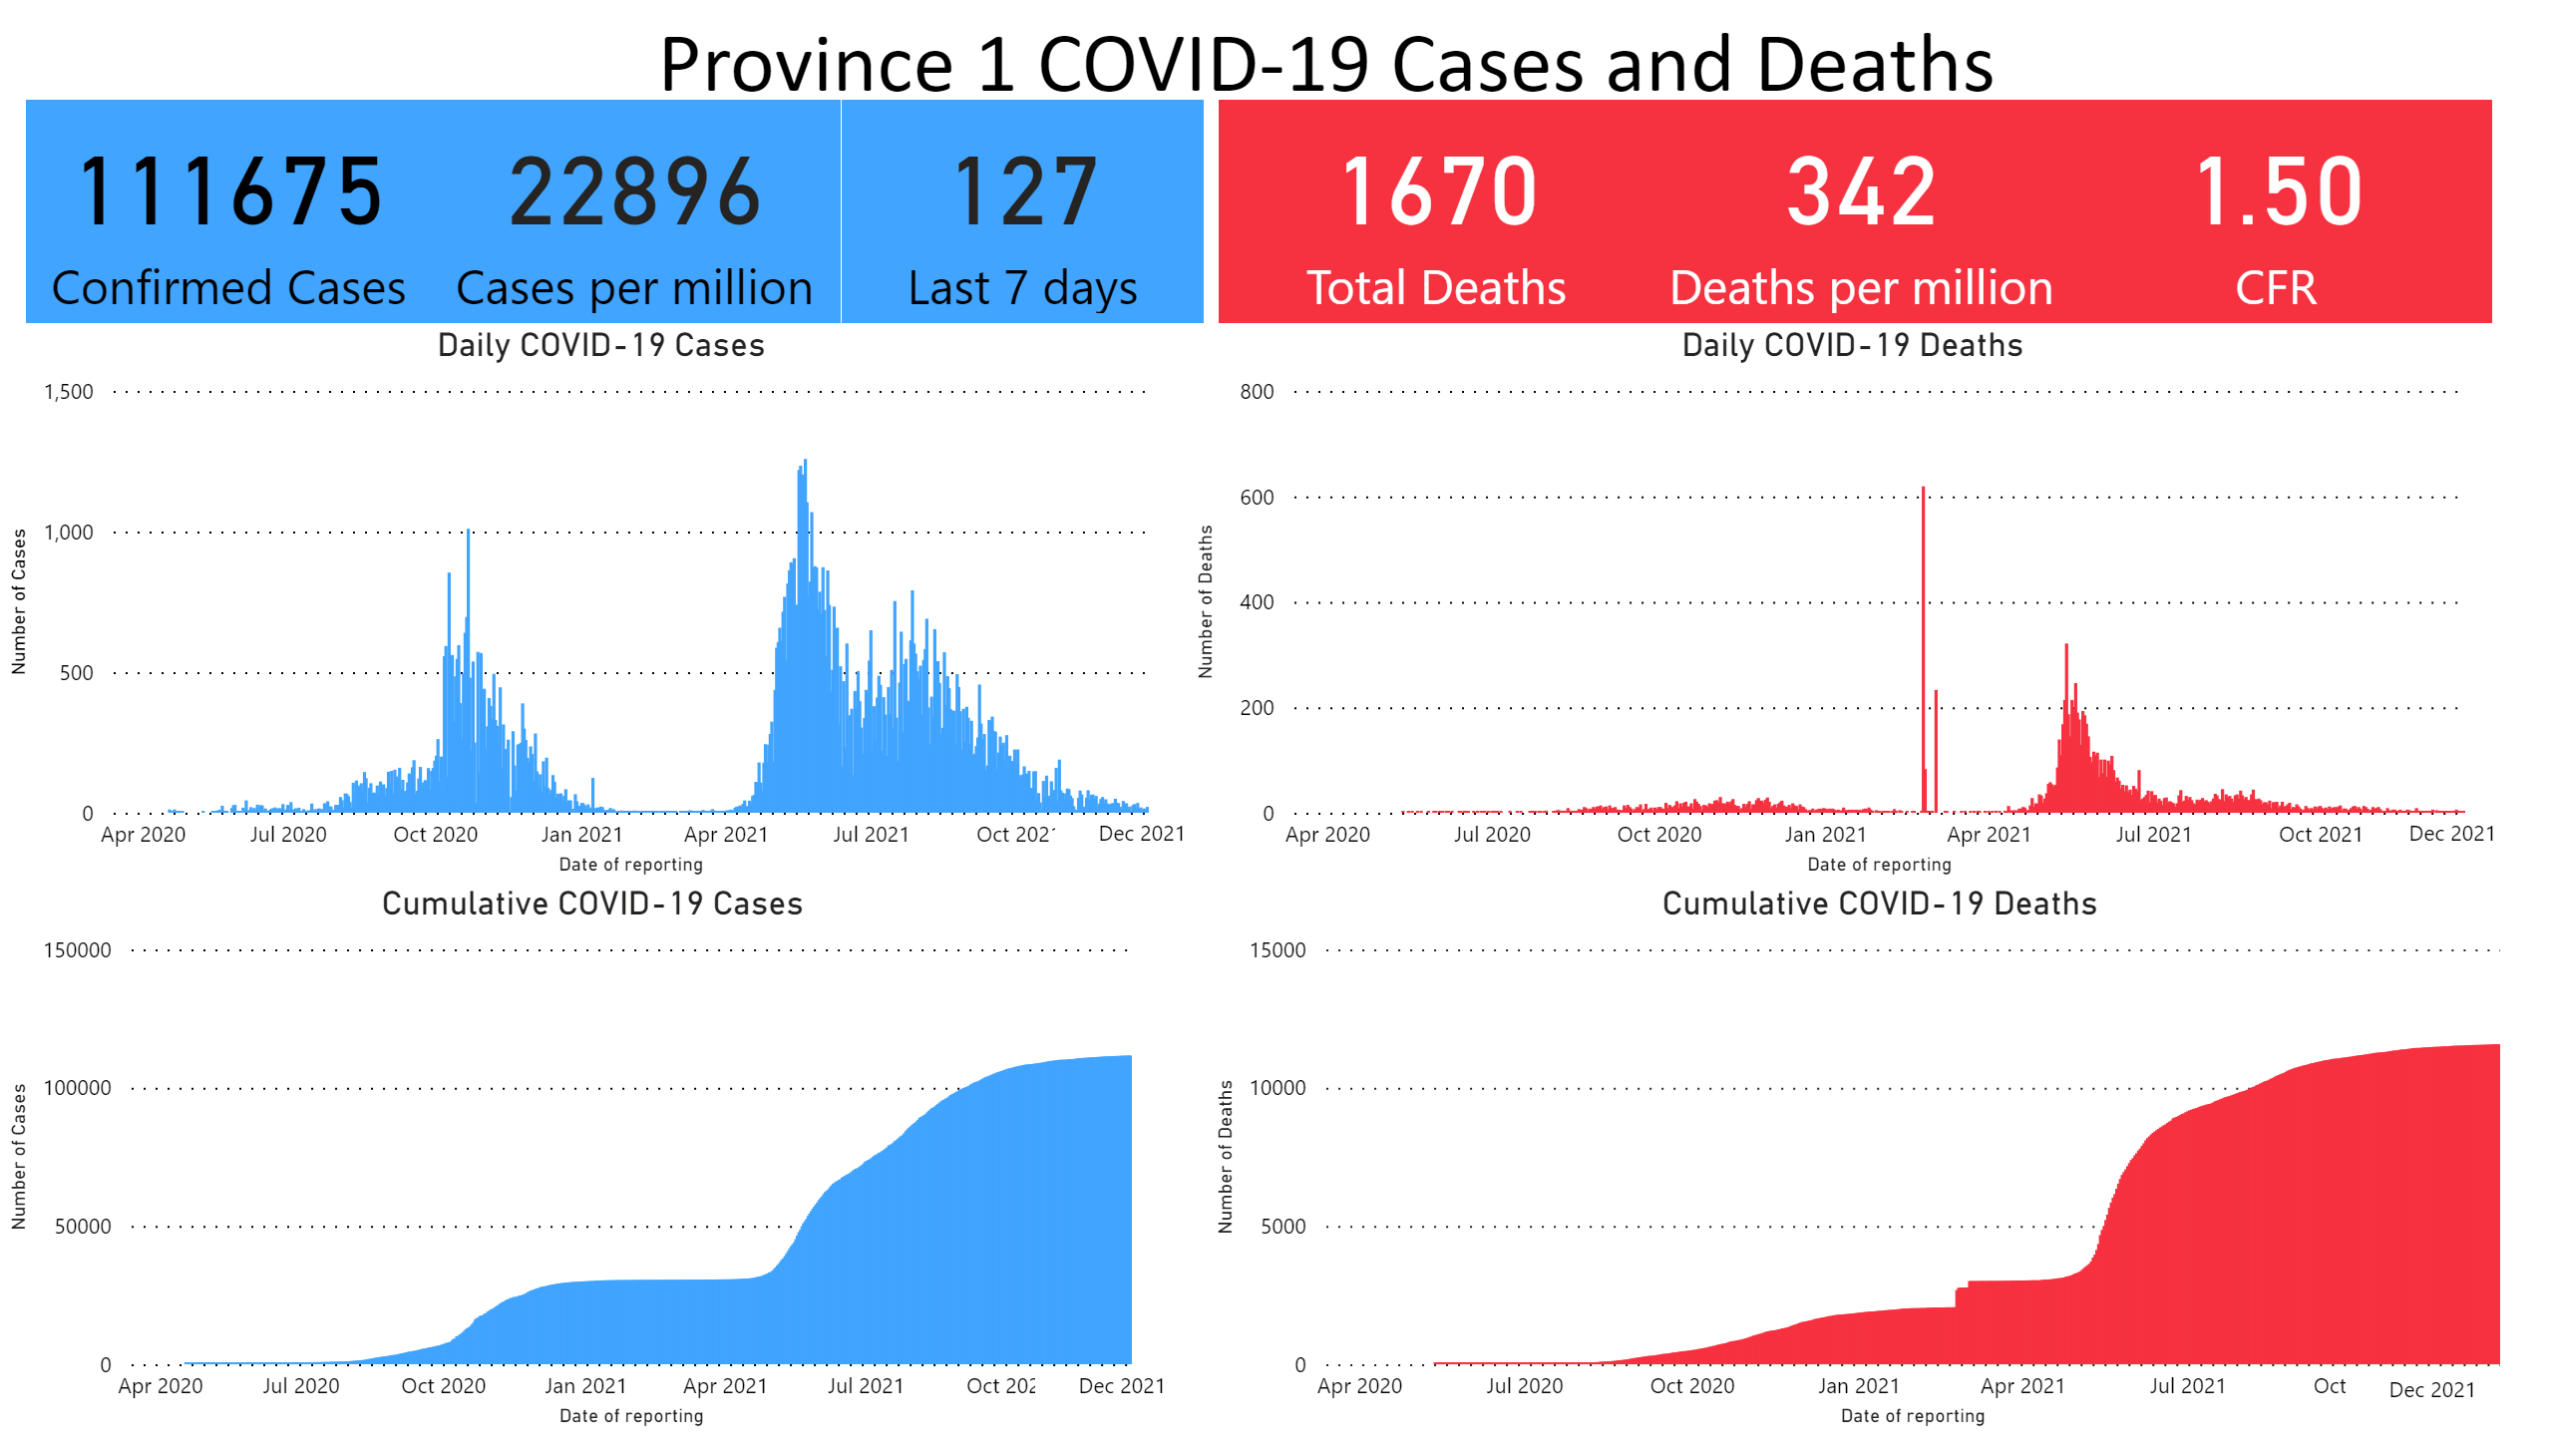 Province 1 COVID-19 Cases and Deaths
111675
Confirmed Cases
22896
Cases per million
127
Last 7 days
1670
Total Deaths
342
Deaths per million
1.50
CFR
Daily COVID-19 Cases
1,500
1,000
500
0
Number of Cases
Apr 2020 Jul 2020 Oct 2020 Jan 2021 Apr 2021 Jul 2021 Oct 202 Dec 2021
Date of reporting
Daily COVID-19 Deaths
800
600
400
200
0
Number of Deaths
Apr 2020 Jul 2020 Oct 2020 Jan 2021 Apr 2021 Jul 2021 Oct 2021 Dec 2021
Date of reporting
Cumulative COVID-19 Cases
150000
100000
50000
0
Number of Cases
Apr 2020 Jul 2020 Oct 2020 Jan 2021 Apr 2021 Jul 2021 Oct 202 Dec 2021
Date of reporting
Cumulative COVID-19 Deaths
15000
10000
5000
0
Number of Deaths
Apr 2020 Jul 2020 Oct 2020 Jan 2021 Apr 2021 Jul 2021 Oct Dec 2021
Date of reporting